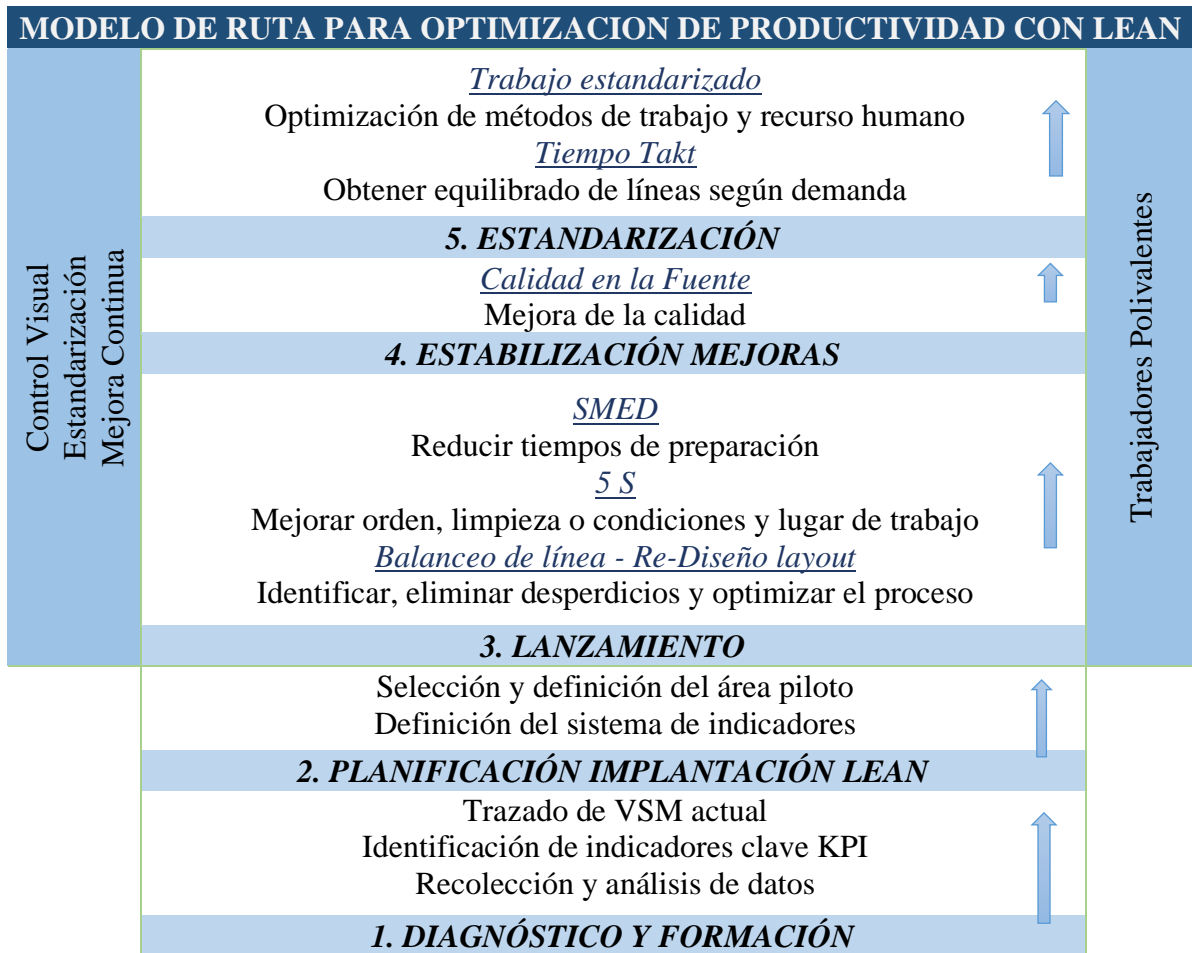 MODELO DE RUTA PARA OPTIMIZACION DE PRODUCTIVIDAD CON LEAN
Control Visual
Estandarización
Mejora Continua
Trabajo estandarizado
Optimización de métodos de trabajo y recurso humano
Tiempo Takt
Obtener equilibrado de líneas según demanda
5. ESTANDARIZACIÓN
Calidad en la Fuente
Mejora de la calidad
4. ESTABILIZACIÓN MEJORAS
SMED
Reducir tiempos de preparación
5 S
Mejorar orden, limpieza o condiciones y lugar de trabajo
Balanceo de línea - Re-Diseño layout
Identificar, eliminar desperdicios y optimizar el proceso
3. LANZAMIENTO
Selección y definición del área piloto
Definición del sistema de indicadores
2. PLANIFICACIÓN IMPLANTACIÓN LEAN
Trazado de VSM actual
Identificación de indicadores clave KPI
Recolección y análisis de datos
1. DIAGNÓSTICO Y FORMACIÓN
Trabajadores Polivalentes